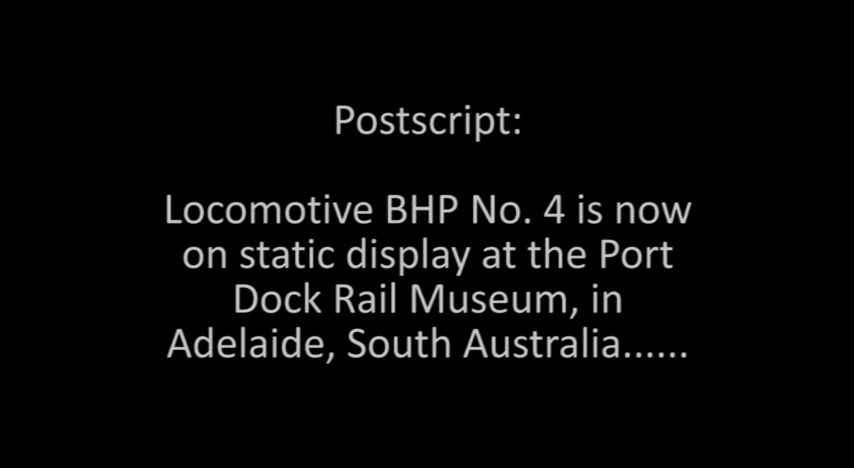 Postscript:
Locomotive BHP No. 4 is now
on static display at the Port
Dock Rail Museum, in
Adelaide, South Australia......